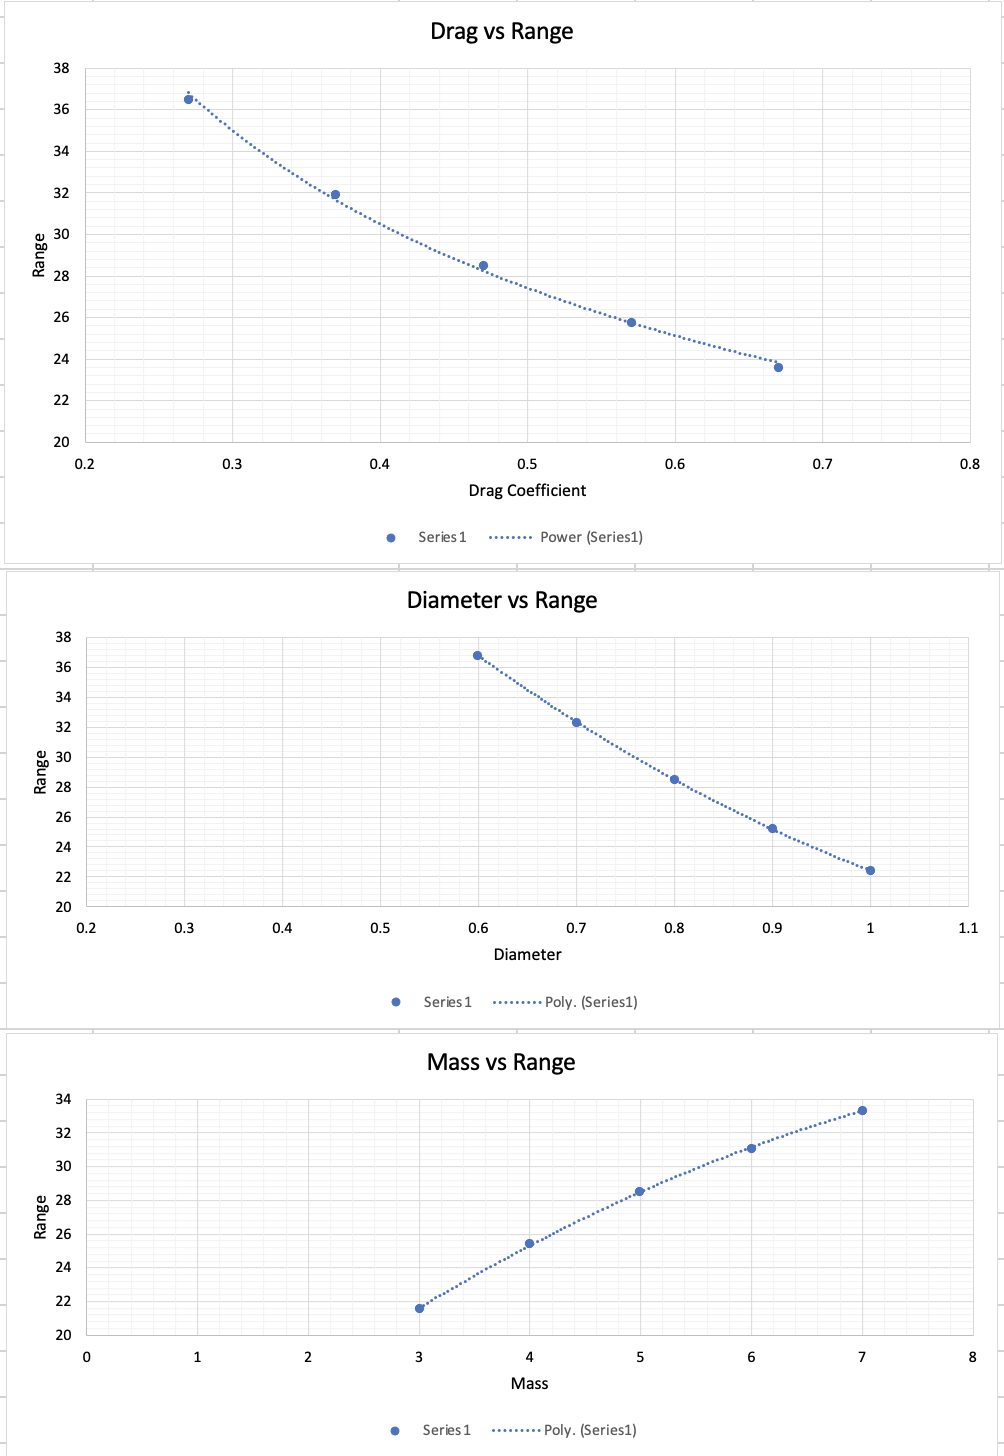 Drag vs Range
38
36
34
32
30
28
26
24
22
20
Range
0.2 0.3 0.4 0.5 0.6 0.7 0.8
Drag Coefficient
Series1 Power (Series1)
Diameter vs Range
38
36
34
32
30
28
26
24
22
20
Range
0.2 0.3 0.4 0.5 0.6 0.7 0.8 0.9 1 1.1
Diameter
Series1 Poly. (Series1)
Mass vs Range
34
32
30
28
26
24
22
20
Range
0 1 2 3 4 5 6 7 8
Mass
Series1 Poly. (Series1)